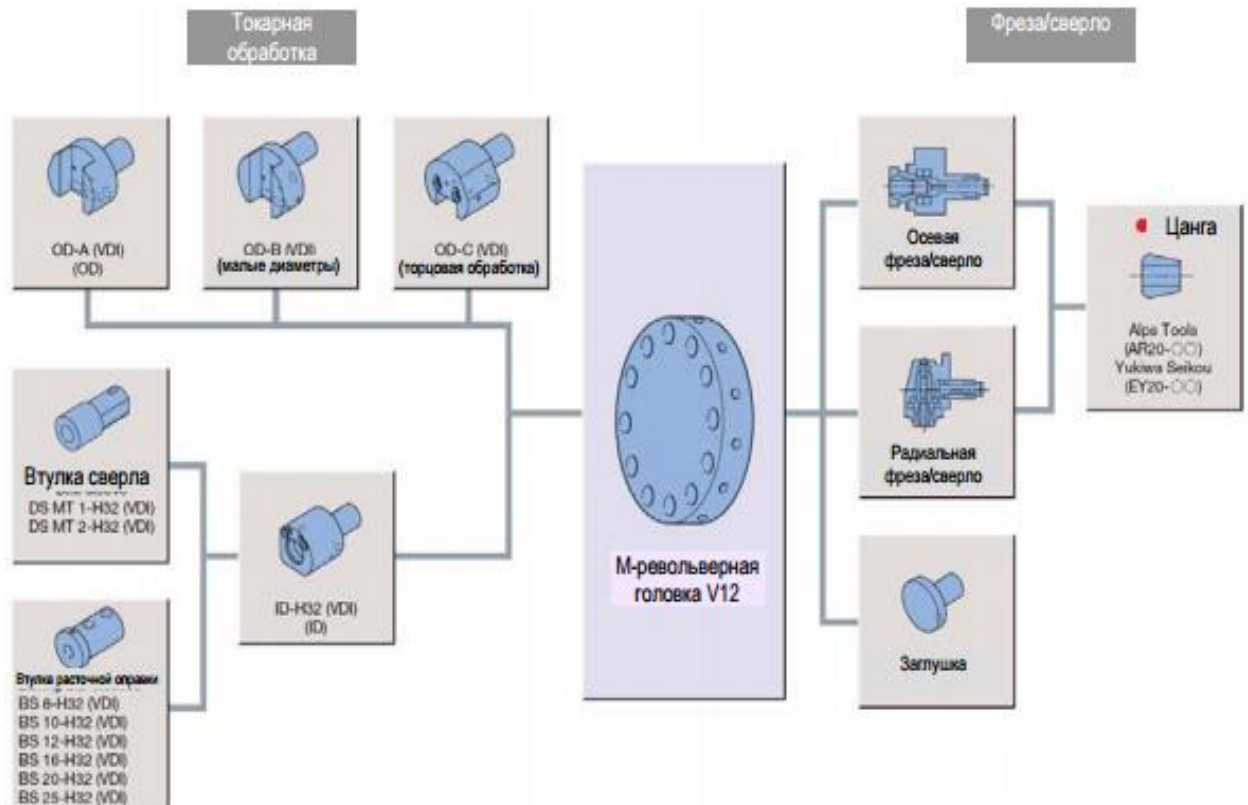 Токарная
обработка
Фреза/сверло
OD-A (VDI)
(OD)
OD-B (VDI)
(малые диаметры)
OD-C (VDI)
(торцовая обработка)
Втулка сверла
DS MT 1-H32 (VDI)
DS MT 2-H32 (VDI)
ID-H32 (VDI)
(ID)
Втулка расточной оправки
BS 8-H32 (VDI)
BS 10-H32 (VDI)
BS 12-H32 (VDI)
BS 16-H32 (VDI)
BS 20-H32 (VDI)
BS 25-H32 (VDI)
М-револьверная
головка V12
Осевая
фреза/сверло
Радиальная
фреза/сверло
Заглушка
Цанга
Alps Tools
(AR20-○○)
Yukiwa Seikou
(EY20-○○)